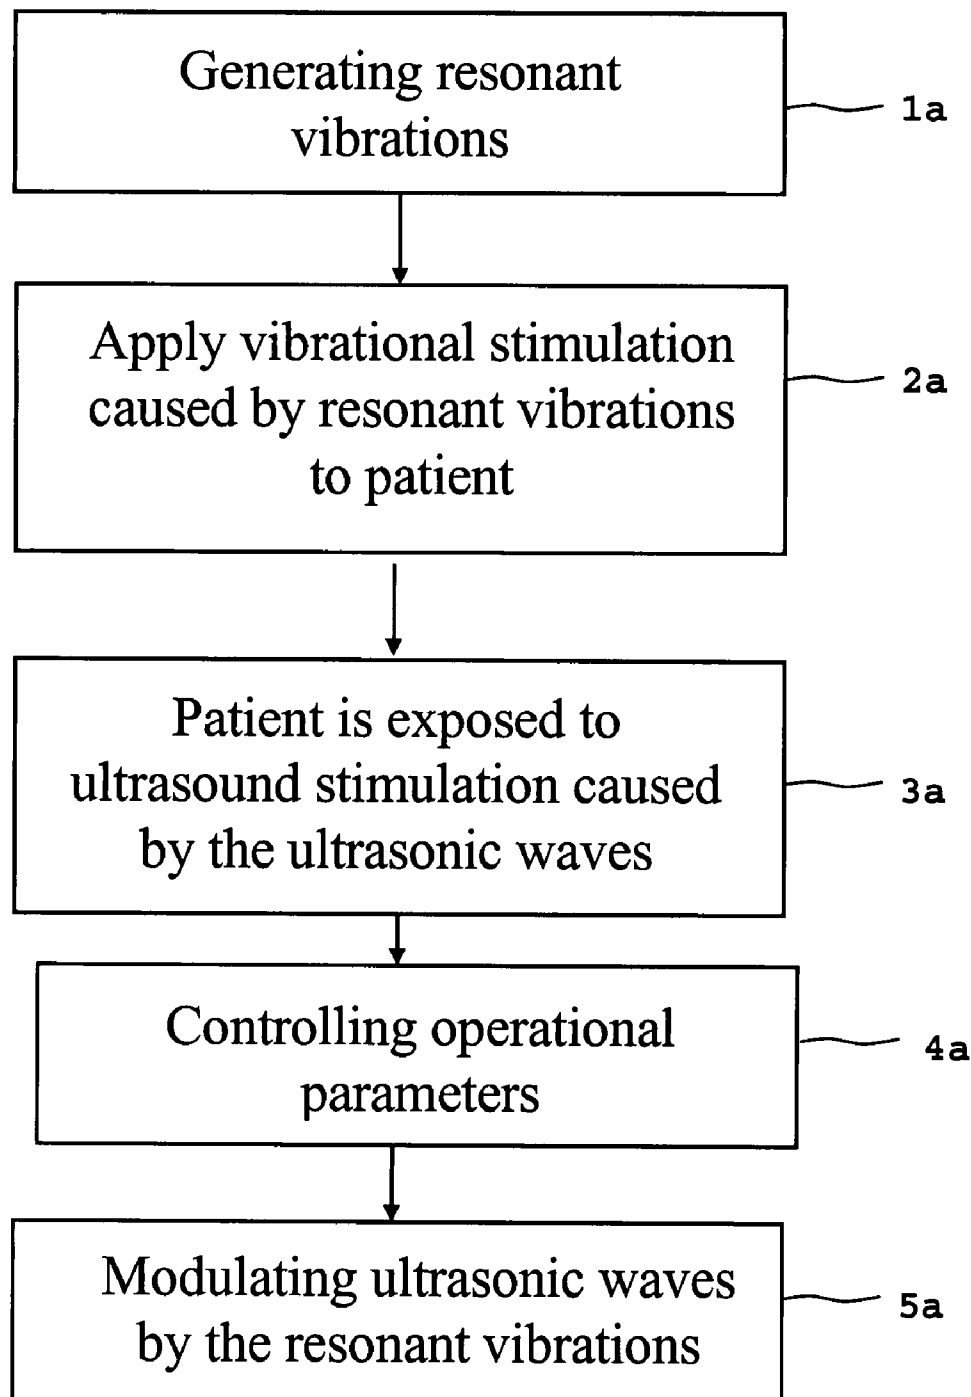 Generating resonant
vibrations
1a
Apply vibrational stimulation
caused by resonant vibrations
to patient
2a
Patient is exposed to
ultrasound stimulation caused
by the ultrasonic waves
3a
Controlling operational
parameters
4a
Modulating ultrasonic waves
by the resonant vibrations
5a